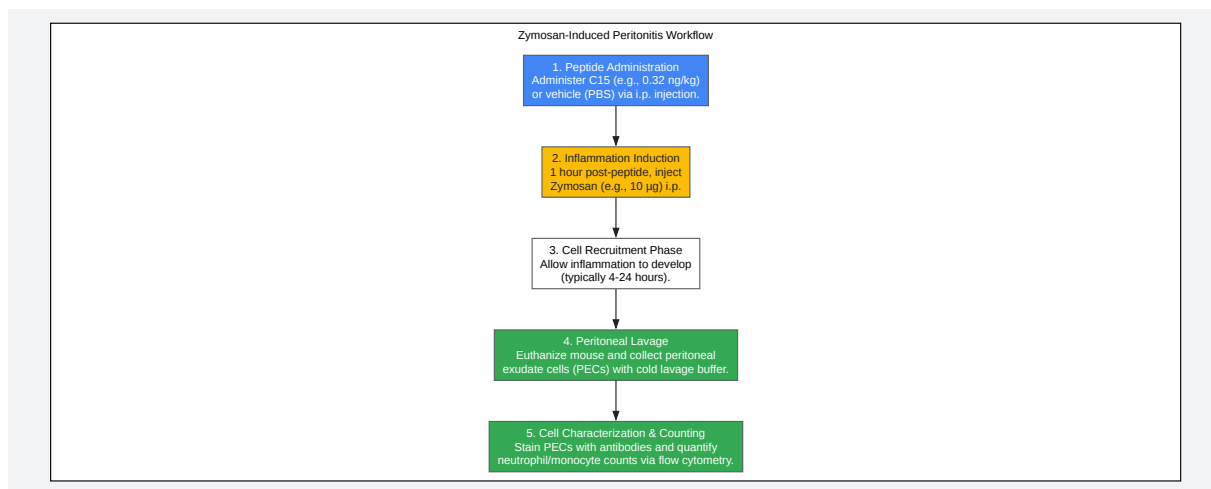 Zymosan-Induced Peritonitis Workflow
1. Peptide Administration
Administer C15 (e.g., 0.32 ng/kg)
or vehicle (PBS) via i.p. injection.
2. Inflammation Induction
1 hour post-peptide, inject
Zymosan (e.g., 10 µg) i.p.
3. Cell Recruitment Phase
Allow inflammation to develop
(typically 4-24 hours).
4. Peritoneal Lavage
Euthanize mouse and collect peritoneal
exudate cells (PECs) with cold lavage buffer.
5. Cell Characterization & Counting
Stain PECs with antibodies and quantify
neutrophil/monocyte counts via flow cytometry.